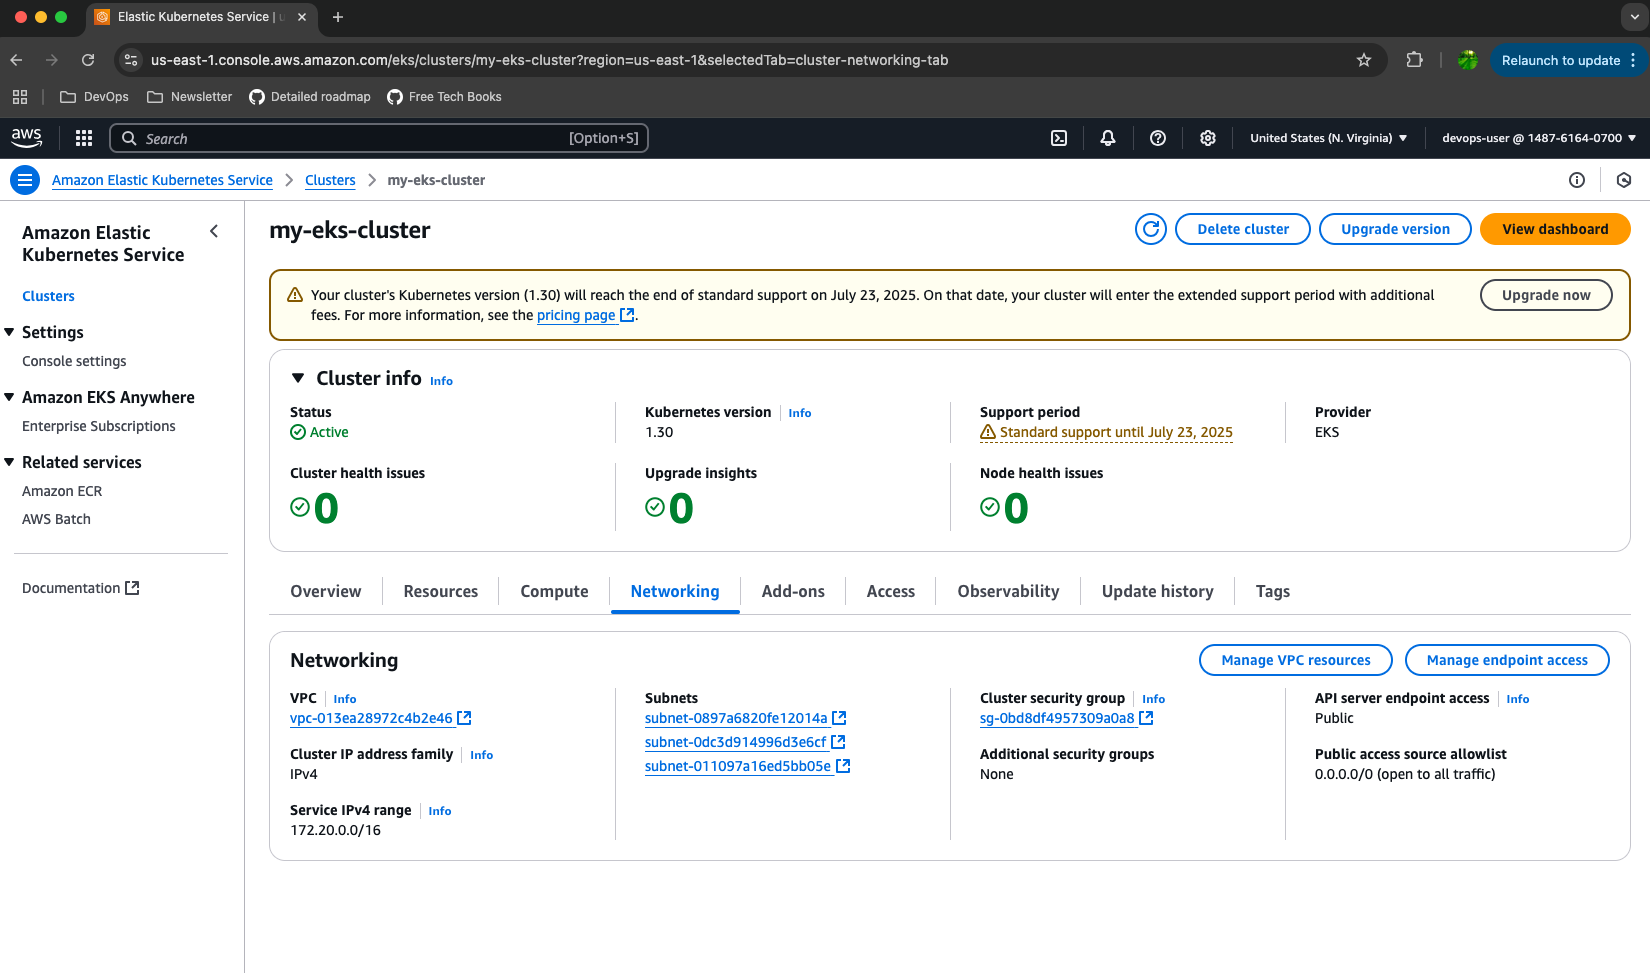 Elastic Kubernetes Service | u
us-east-1.console.aws.amazon.com/eks/clusters/my-eks-cluster?region=us-east-1&selectedTab=cluster-networking-tab
Relaunch to update
DevOps
Newsletter
Detailed roadmap
Free Tech Books
aws
Search
[Option+S]
United States (N. Virginia)
devops-user @ 1487-6164-0700
Amazon Elastic Kubernetes Service
Clusters
my-eks-cluster
Amazon Elastic
Kubernetes Service
Clusters
Settings
Console settings
Amazon EKS Anywhere
Enterprise Subscriptions
Related services
Amazon ECR
AWS Batch
Documentation
my-eks-cluster
Delete cluster
Upgrade version
View dashboard
Your cluster's Kubernetes version (1.30) will reach the end of standard support on July 23, 2025. On that date, your cluster will enter the extended support period with additional
fees. For more information, see the pricing page.
Upgrade now
Cluster info Info
Status
Active
Kubernetes version Info
1.30
Support period
Standard support until July 23, 2025
Provider
EKS
Cluster health issues
0
Upgrade insights
0
Node health issues
0
Overview
Resources
Compute
Networking
Add-ons
Access
Observability
Update history
Tags
Networking
Manage VPC resources
Manage endpoint access
VPC Info
vpc-013ea28972c4b2e46
Cluster IP address family Info
IPv4
Service IPv4 range Info
172.20.0.0/16
Subnets
subnet-0897a6820fe12014a
subnet-0dc3d914996d3e6cf
subnet-011097a16ed5bb05e
Cluster security group Info
sg-0bd8df4957309a0a8
Additional security groups
None
API server endpoint access Info
Public
Public access source allowlist
0.0.0.0/0 (open to all traffic)